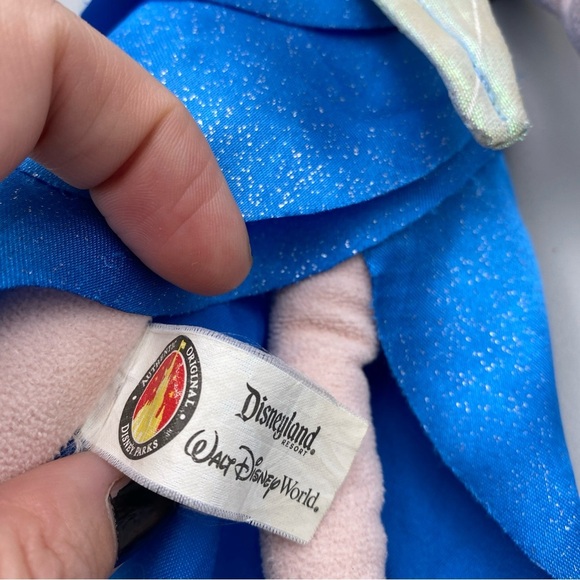 AUTHENTIC ORIGINAL
DISNEY PARKS
Disneyland
RESORT
WALT DISNEY World